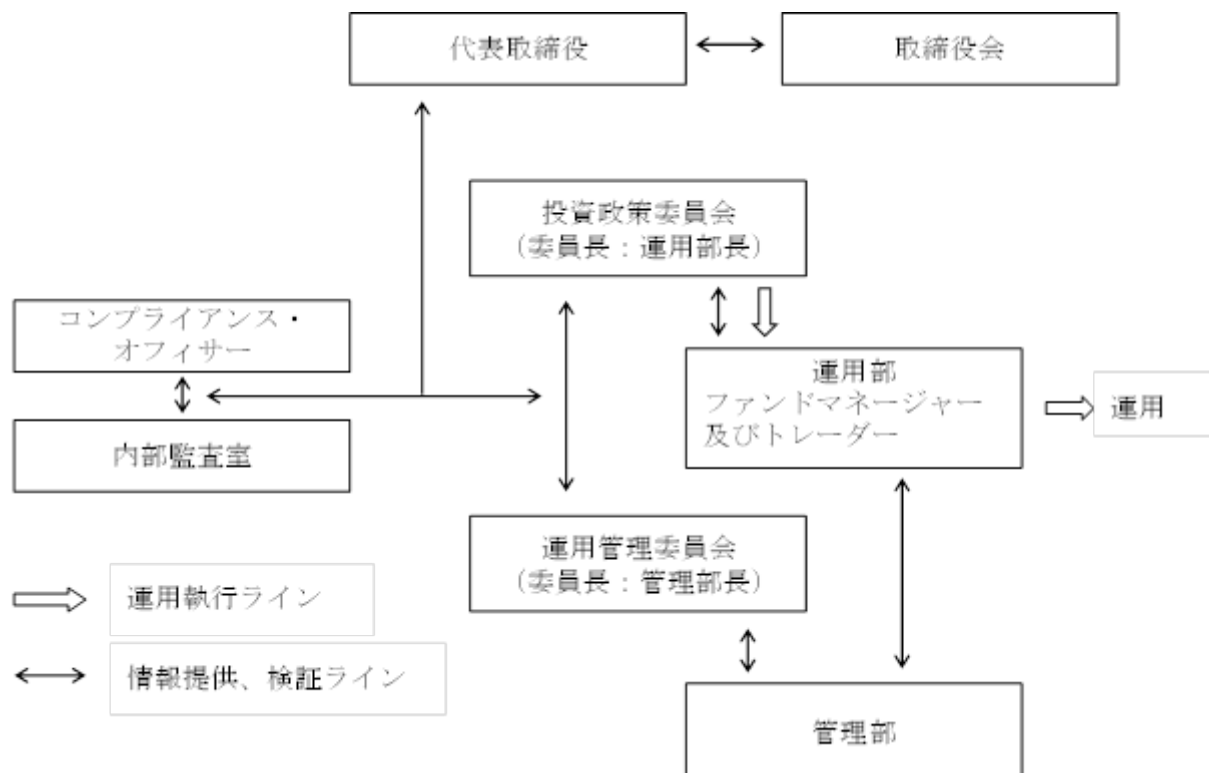 代表取締役
取締役会
投資政策委員会
（委員長：運用部長）
コンプライアンス・
オフィサー
運用部
ファンドマネージャー
及びトレーダー
運用
内部監査室
運用管理委員会
（委員長：管理部長）
運用執行ライン
情報提供、検証ライン
管理部